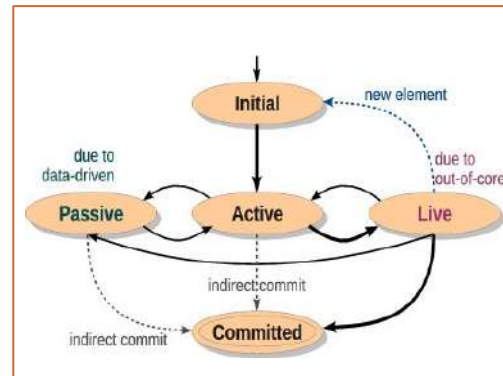 Initial
new element
due to
data-driven
due to
out-of-core
Passive
Active
Live
indirect commit
indirect commit
Committed